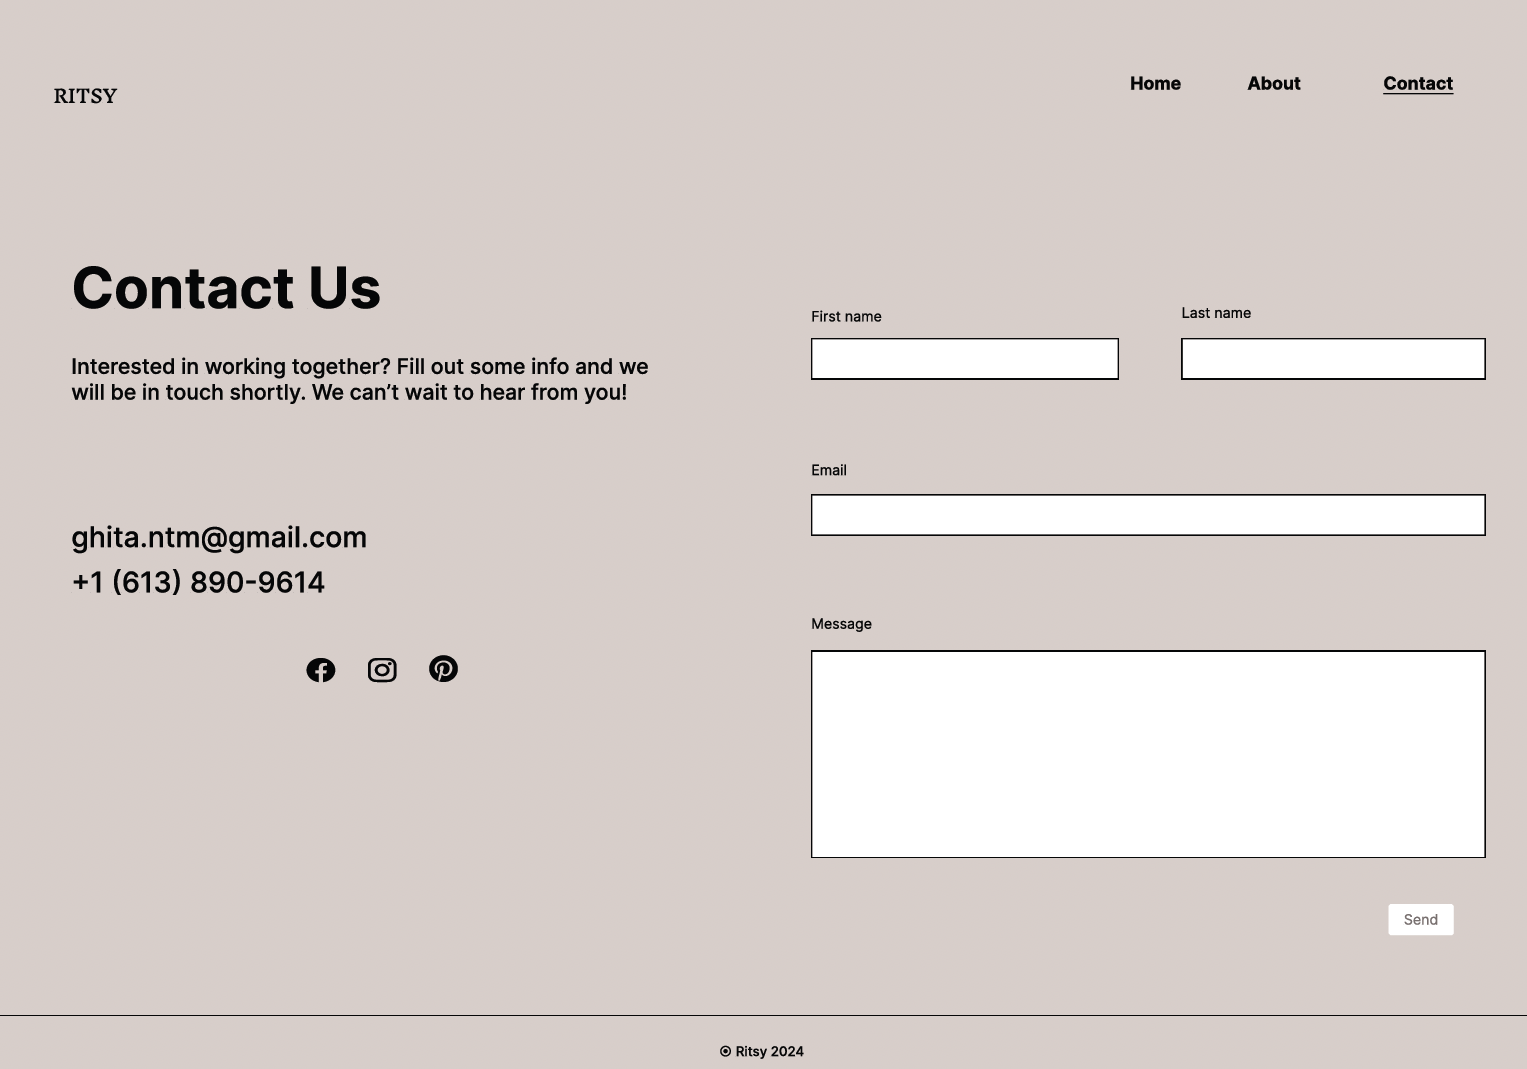 RITSY
Home
About
Contact
Contact Us
Interested in working together? Fill out some info and we
will be in touch shortly. We can’t wait to hear from you!
ghita.ntm@gmail.com
+1 (613) 890-9614
First name
Last name
Email
Message
Send
© Ritsy 2024